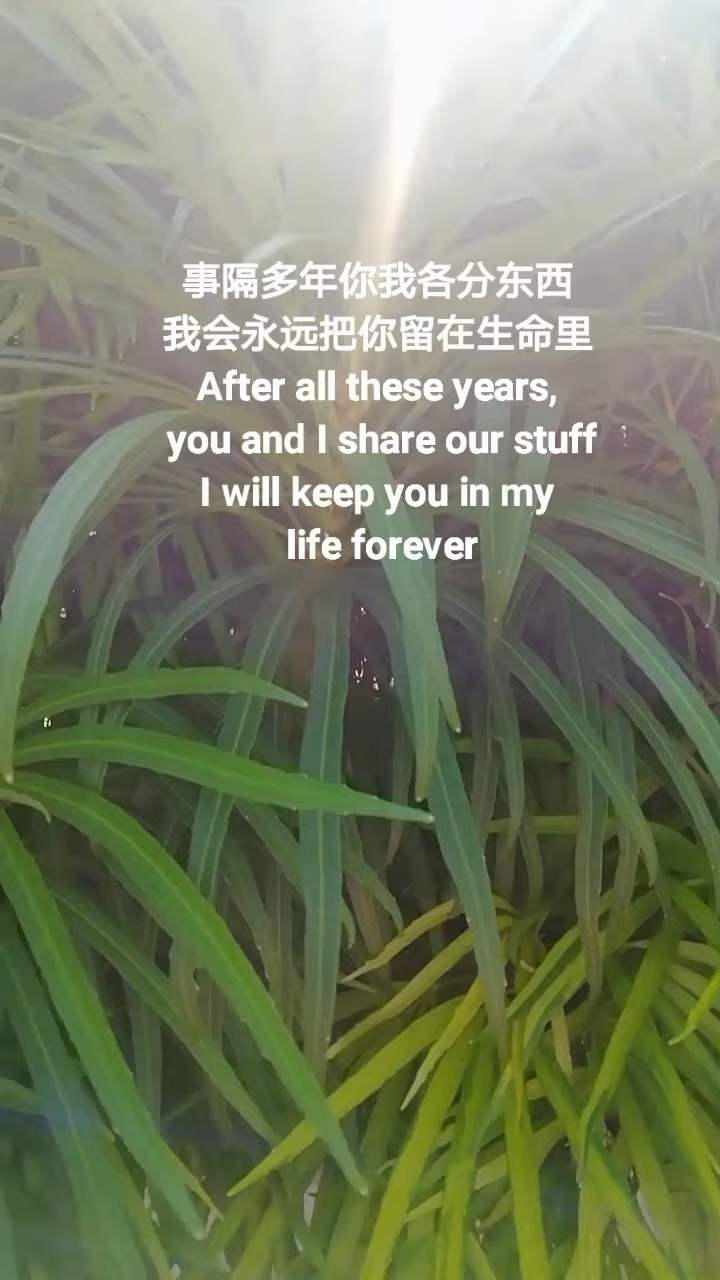 事隔多年你我各分东西
我会永远把你留在生命里
After all these years,
you and I share our stuff
I will keep you in my
life forever